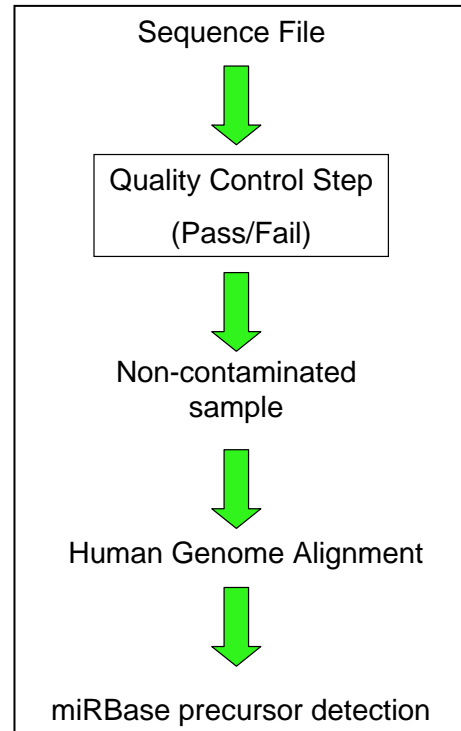 Sequence File
Quality Control Step
(Pass/Fail)
Non-contaminated
sample
Human Genome Alignment
miRBase precursor detection